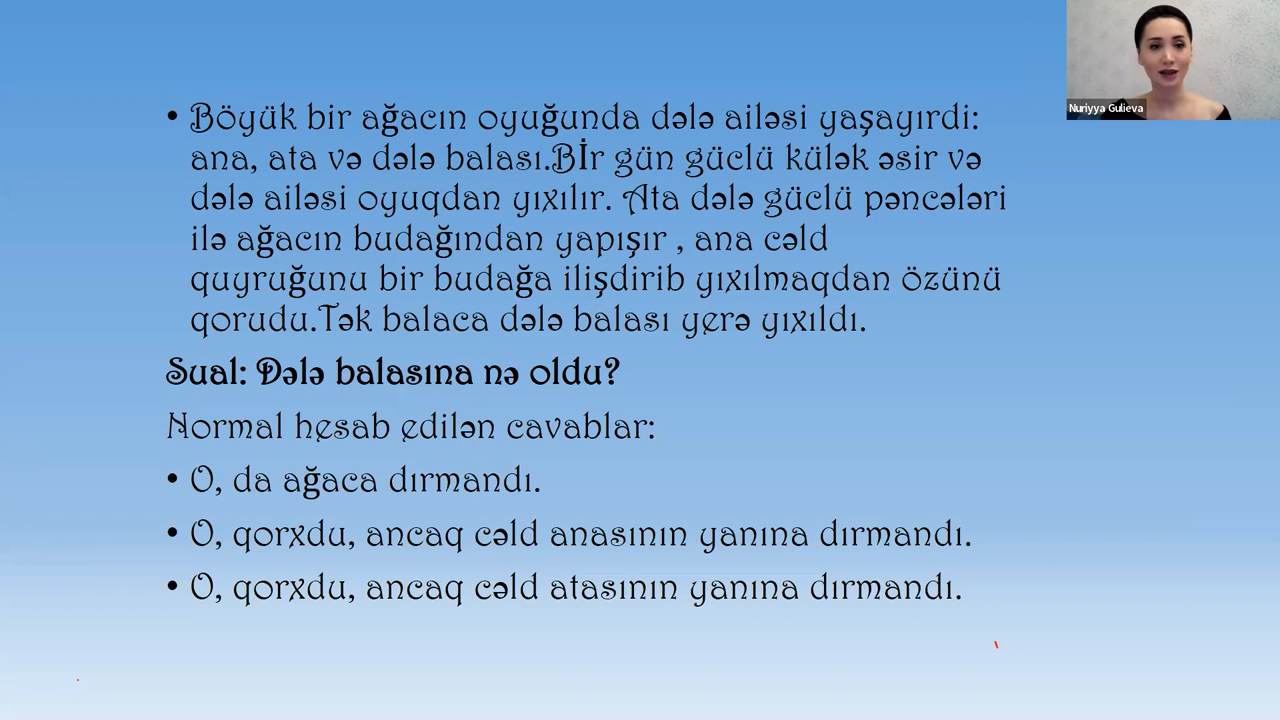 • Böyük bir ağacın oyuğunda dələ ailəsi yaşayırdi:
ana, ata və dələ balası.Bİr gün güclü külək əsir və
dələ ailəsi oyuqdan yıxılır. Ata dələ güclü pəncələri
ilə ağacın budağından yapışır , ana cəld
quyruğunu bir budağa ilişdirib yıxılmaqdan özünü
qorudu.Tək balaca dələ balası yerə yıxıldı.
Sual: Dələ balasına nə oldu?
Normal hesab edilən cavablar:
• O, da ağaca dırmandı.
• O, qorxdu, ancaq cəld anasının yanına dırmandı.
• O, qorxdu, ancaq cəld atasının yanına dırmandı.
Nuriyya Gulieva